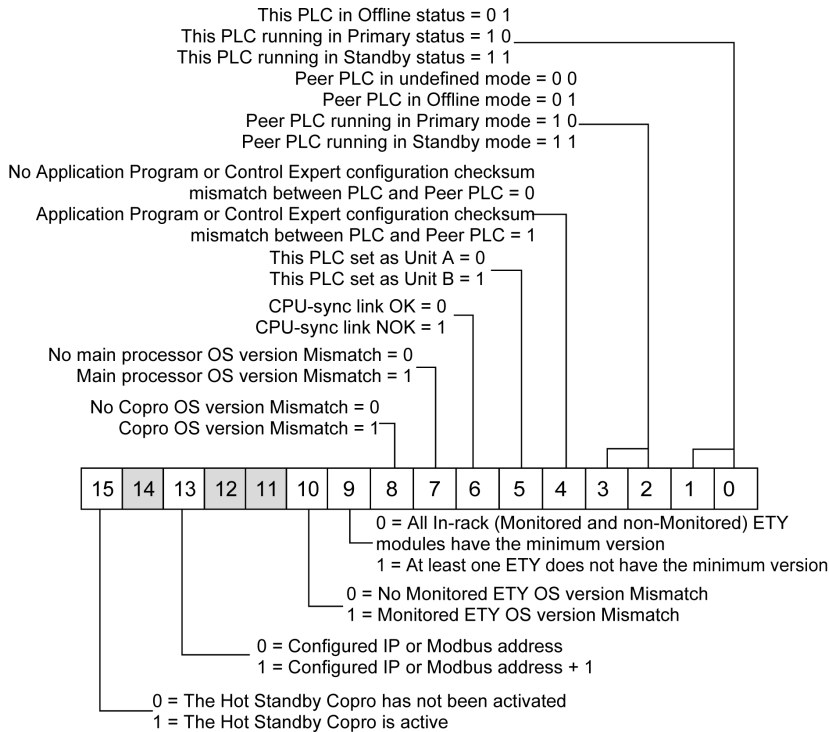 This PLC in Offline status = 0 1
This PLC running in Primary status = 1 0
This PLC running in Standby status = 1 1
Peer PLC in undefined mode = 0 0
Peer PLC in Offline mode = 0 1
Peer PLC running in Primary mode = 1 0
Peer PLC running in Standby mode = 1 1
No Application Program or Control Expert configuration checksum
mismatch between PLC and Peer PLC = 0
Application Program or Control Expert configuration checksum
mismatch between PLC and Peer PLC = 1
This PLC set as Unit A = 0
This PLC set as Unit B = 1
CPU-sync link OK = 0
CPU-sync link NOK = 1
No main processor OS version Mismatch = 0
Main processor OS version Mismatch = 1
No Copro OS version Mismatch = 0
Copro OS version Mismatch = 1
15 14 13 12 11 10 9 8 7 6 5 4 3 2 1 0
0 = All In-rack (Monitored and non-Monitored) ETY
modules have the minimum version
1 = At least one ETY does not have the minimum version
0 = No Monitored ETY OS version Mismatch
1 = Monitored ETY OS version Mismatch
0 = Configured IP or Modbus address
1 = Configured IP or Modbus address + 1
0 = The Hot Standby Copro has not been activated
1 = The Hot Standby Copro is active